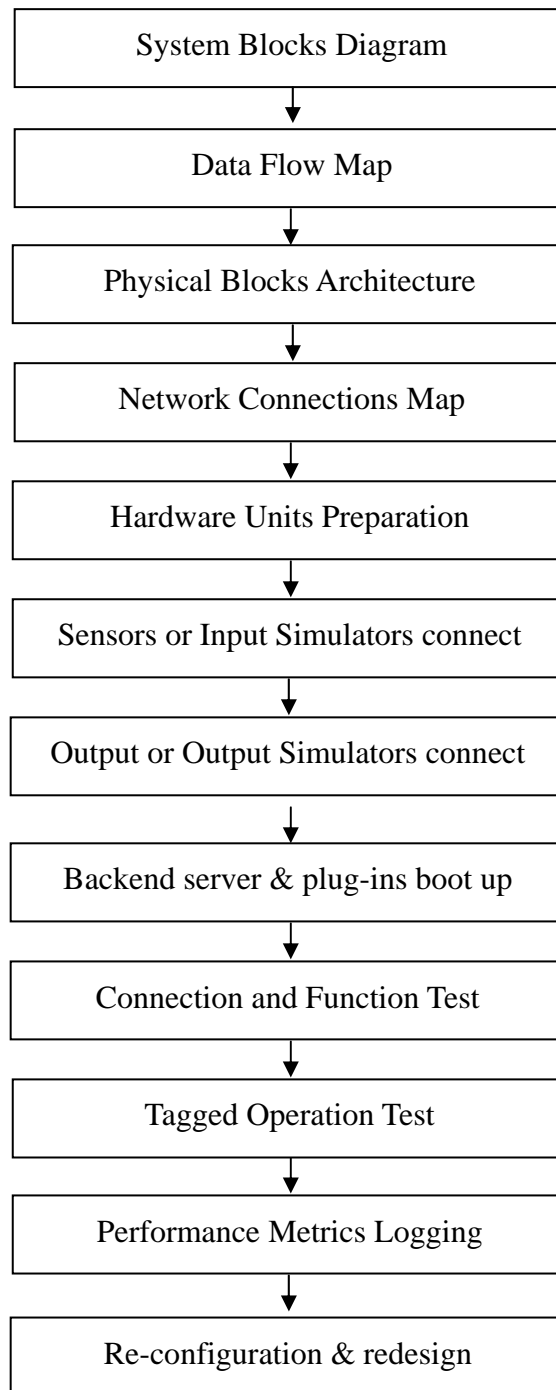 System Blocks Diagram
Data Flow Map
Physical Blocks Architecture
Network Connections Map
Hardware Units Preparation
Sensors or Input Simulators connect
Output or Output Simulators connect
Backend server & plug-ins boot up
Connection and Function Test
Tagged Operation Test
Performance Metrics Logging
Re-configuration & redesign